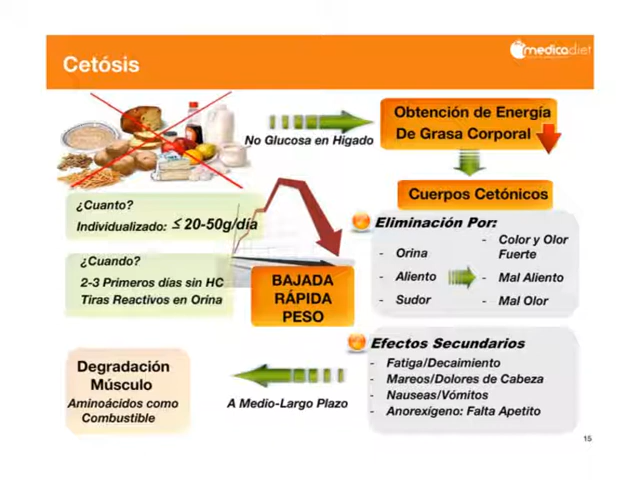 Cetósis
medicadiet
No Glucosa en Higado
Obtención de Energía
De Grasa Corporal
Cuerpos Cetónicos
¿Cuanto?
Individualizado: ≤ 20-50g/día
¿Cuando?
2-3 Primeros días sin HC
Tiras Reactivos en Orina
BAJADA
RÁPIDA
PESO
Eliminación Por:
- Orina
- Aliento
- Sudor
- Color y Olor
Fuerte
- Mal Aliento
- Mal Olor
Efectos Secundarios
- Fatiga/Decaimiento
- Mareos/Dolores de Cabeza
- Nauseas/Vómitos
- Anorexígeno: Falta Apetito
A Medio-Largo Plazo
Degradación
Músculo
Aminoácidos como
Combustible
15